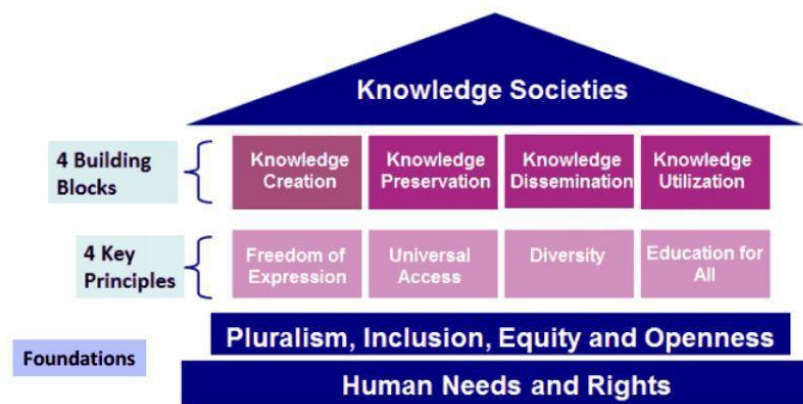 Knowledge Societies
4 Building
Blocks
Knowledge
Creation
Knowledge
Preservation
Knowledge
Dissemination
Knowledge
Utilization
4 Key
Principles
Freedom of
Expression
Universal
Access
Diversity
Education for
All
Foundations
Pluralism, Inclusion, Equity and Openness
Human Needs and Rights